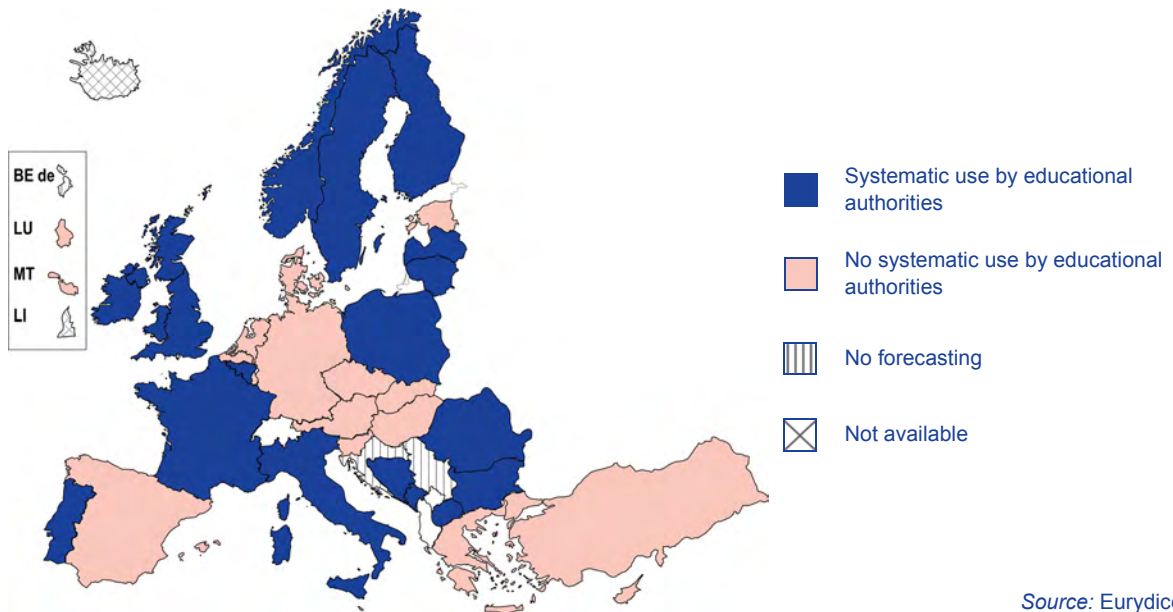 BE de
LU
MT
LI
Systematic use by educational
authorities
No systematic use by educational
authorities
No forecasting
Not available
Source: Eurydice